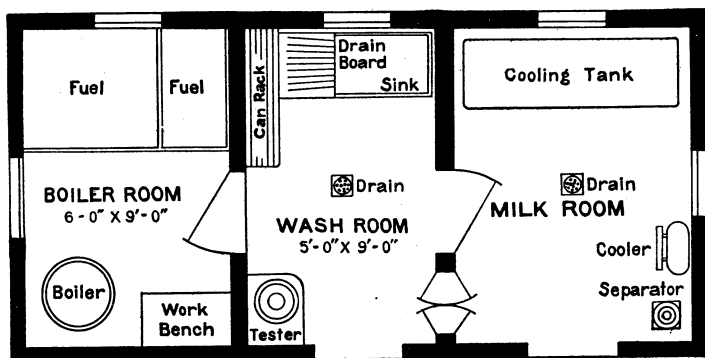 Fuel
Fuel
BOILER ROOM
6-0" X 9'-0"
Boiler
Work
Bench
Can Rack
Drain
Board
Sink
Drain
WASH ROOM
5'-0" X 9'-0"
Tester
Cooling Tank
Drain
MILK ROOM
Cooler
Separator